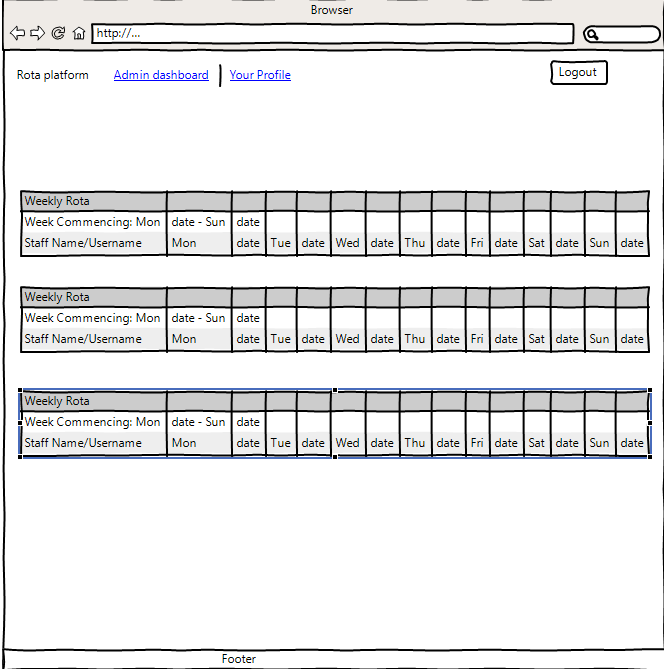 Browser
http://...
Rota platform Admin dashboard Your Profile Logout
Weekly Rota
Week Commencing: Mon date - Sun date
Staff Name/Username Mon date Tue date Wed date Thu date Fri date Sat date Sun date
Weekly Rota
Week Commencing: Mon date - Sun date
Staff Name/Username Mon date Tue date Wed date Thu date Fri date Sat date Sun date
Weekly Rota
Week Commencing: Mon date - Sun date
Staff Name/Username Mon date Tue date Wed date Thu date Fri date Sat date Sun date
Footer